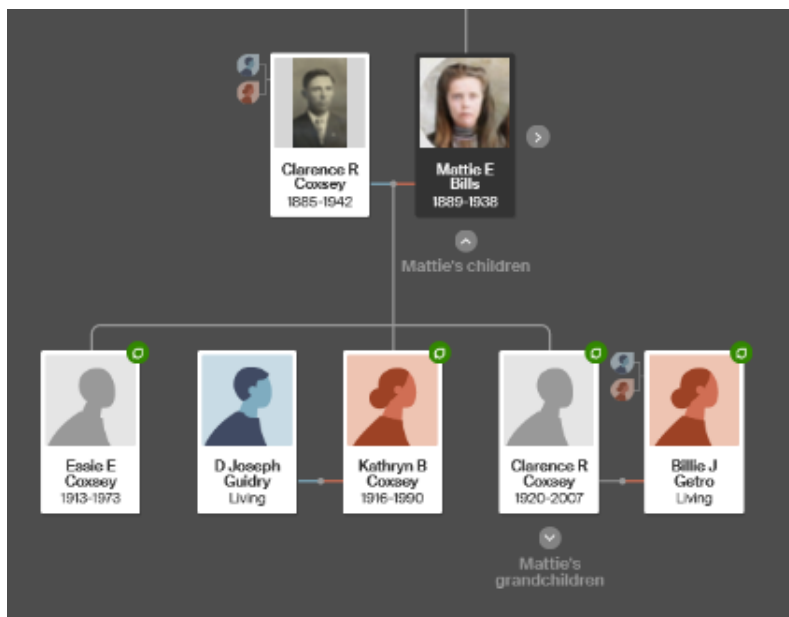 Clarence R
Coxsey
1885-1942
Mattie E
Bills
1889-1938
Mattie's children
Essie E
Coxsey
1913-1973
D Joseph
Guidry
Living
Kathryn B
Coxsey
1916-1990
Clarence R
Coxsey
1920-2007
Billie J
Getro
Living
Mattie's
grandchildren